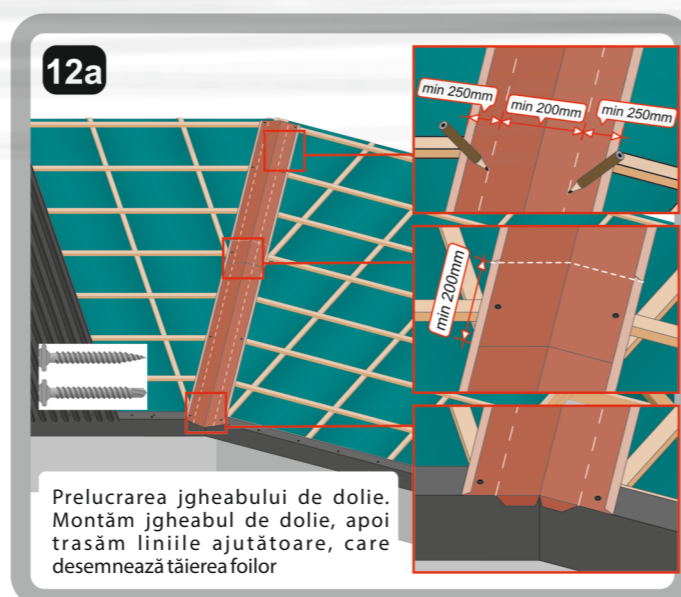 12a
min 250mm
min 200mm
min 250mm
min 200mm
Prelucrarea jgheabului de dolie.
Montăm jgheabul de dolie, apoi
trasăm liniile ajutătoare, care
desemnează tăierea foilor